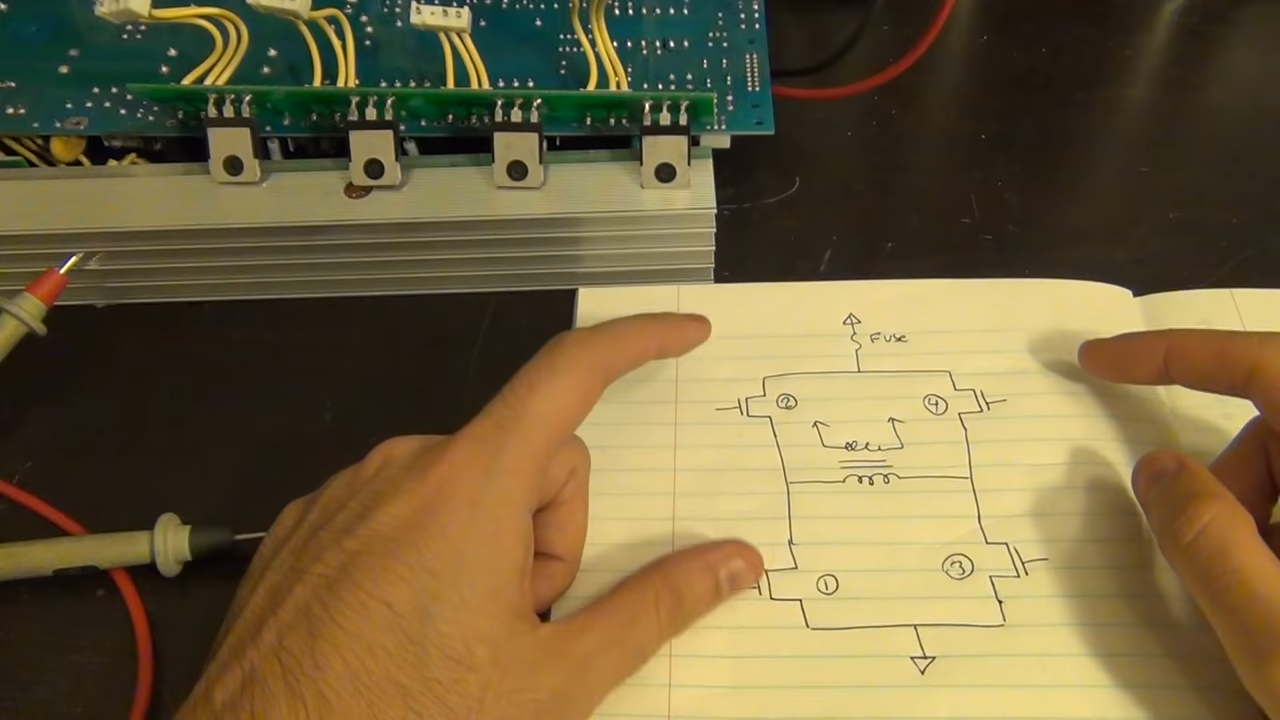 Fuse
② ④
① ③